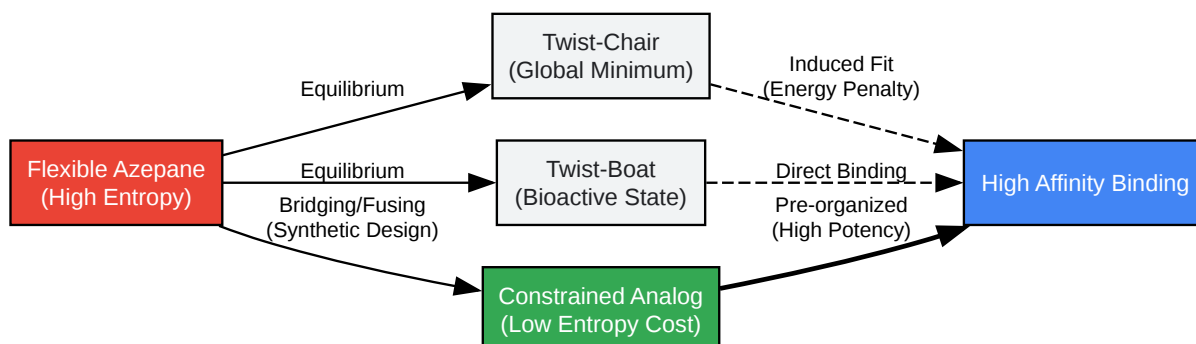 Twist-Chair
(Global Minimum)
Induced Fit
(Energy Penalty)
Equilibrium
Flexible Azepane
(High Entropy)
Equilibrium
Twist-Boat
(Bioactive State)
Direct Binding
High Affinity Binding
Bridging/Fusing
(Synthetic Design)
Pre-organized
(High Potency)
Constrained Analog
(Low Entropy Cost)